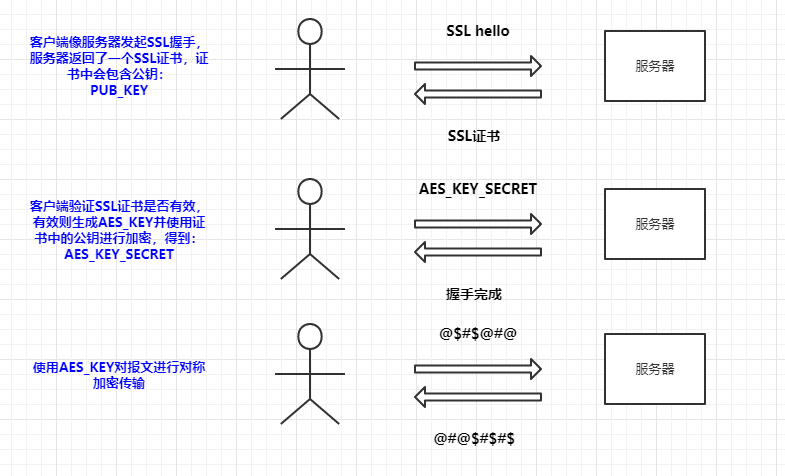 客户端像服务器发起SSL握手，
服务器返回了一个SSL证书，证
书中会包含公钥：
PUB_KEY
SSL hello
服务器
SSL证书
客户端验证SSL证书是否有效，
有效则生成AES_KEY并使用证
书中的公钥进行加密，得到：
AES_KEY_SECRET
AES_KEY_SECRET
服务器
握手完成
使用AES_KEY对报文进行对称
加密传输
@$#$@#@
服务器
@#@$#$#$